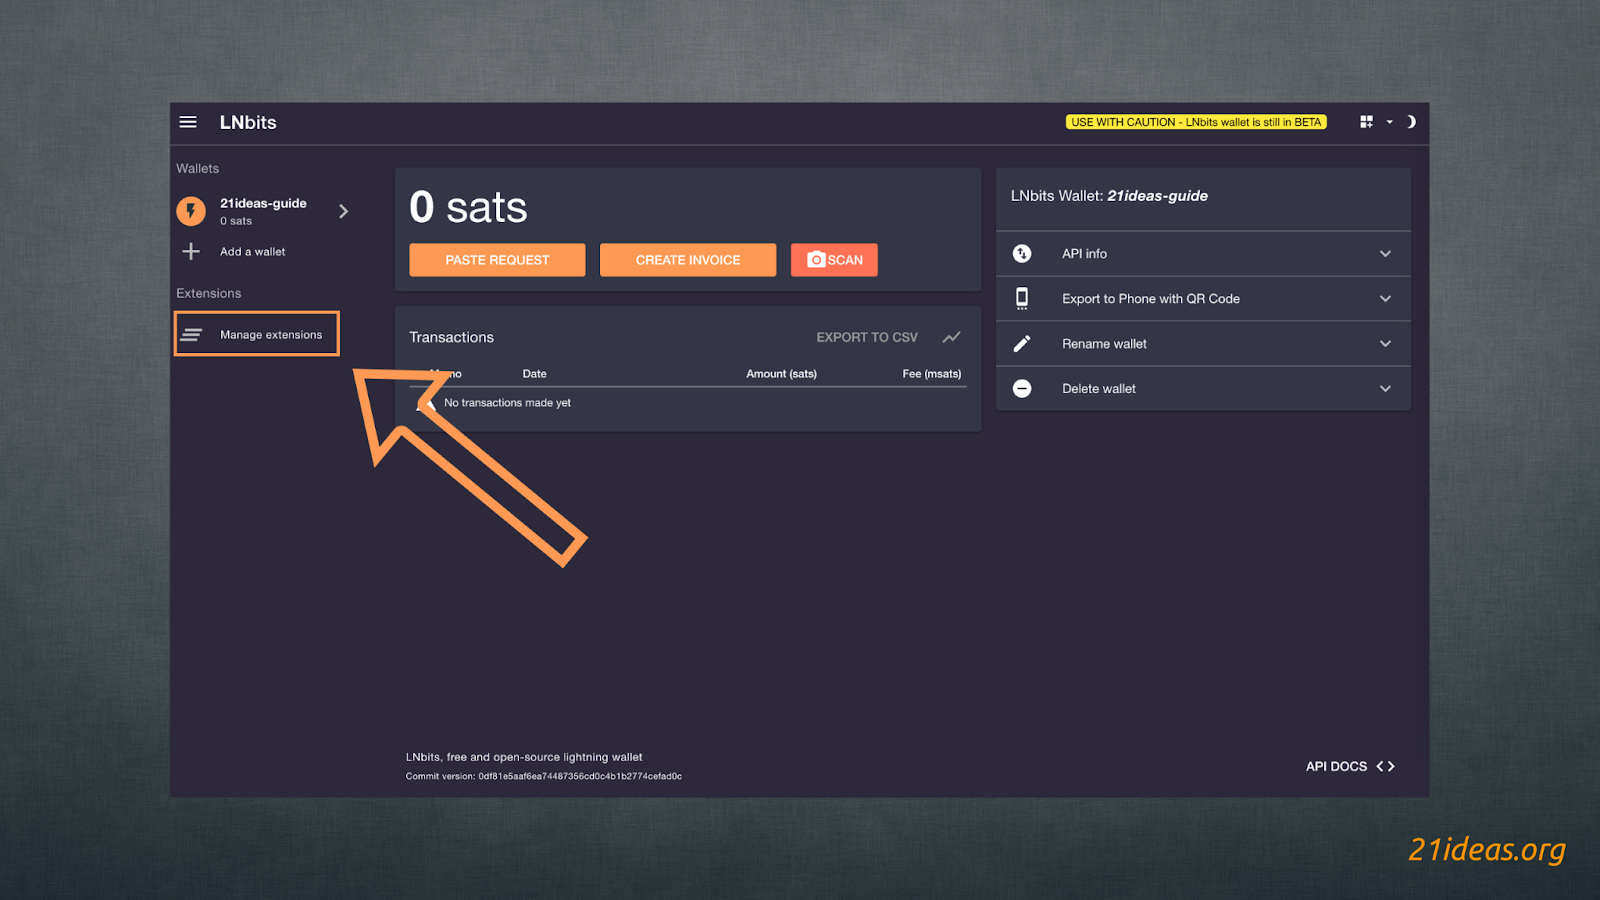 LNbits
USE WITH CAUTION - LNbits wallet is still in BETA
Wallets
21ideas-guide
0 sats
Add a wallet
Extensions
Manage extensions
0 sats
PASTE REQUEST
CREATE INVOICE
SCAN
Transactions
EXPORT TO CSV
Date
Amount (sats)
Fee (msats)
No transactions made yet
LNbits Wallet: 21ideas-guide
API info
Export to Phone with QR Code
Rename wallet
Delete wallet
LNbits, free and open-source lightning wallet
Commit version: 0df81e5aaf6ea74487356cd0c4b1b2774cefad0c
API DOCS
21ideas.org